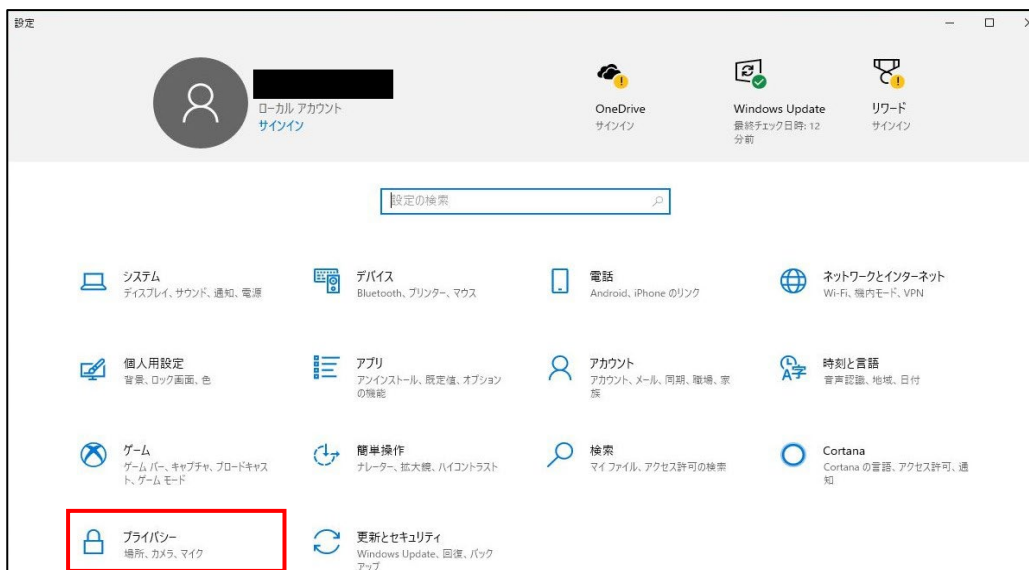 設定
ローカル アカウント
サインイン
OneDrive
サインイン
Windows Update
最終チェック日時: 12
分前
リワード
サインイン
設定の検索
システム
ディスプレイ、サウンド、通知、電源
デバイス
Bluetooth、プリンター、マウス
電話
Android、iPhone のリンク
ネットワークとインターネット
Wi-Fi、機内モード、VPN
個人用設定
背景、ロック画面、色
アプリ
アンインストール、既定値、オプション
の機能
アカウント
アカウント、メール、同期、職場、家
族
時刻と言語
音声認識、地域、日付
ゲーム
ゲーム バー、キャプチャ、ブロードキャス
ト、ゲーム モード
簡単操作
ナレーター、拡大鏡、ハイコントラスト
検索
マイ ファイル、アクセス許可の検索
Cortana
Cortana の言語、アクセス許可、通
知
プライバシー
場所、カメラ、マイク
更新とセキュリティ
Windows Update、回復、バック
アップ